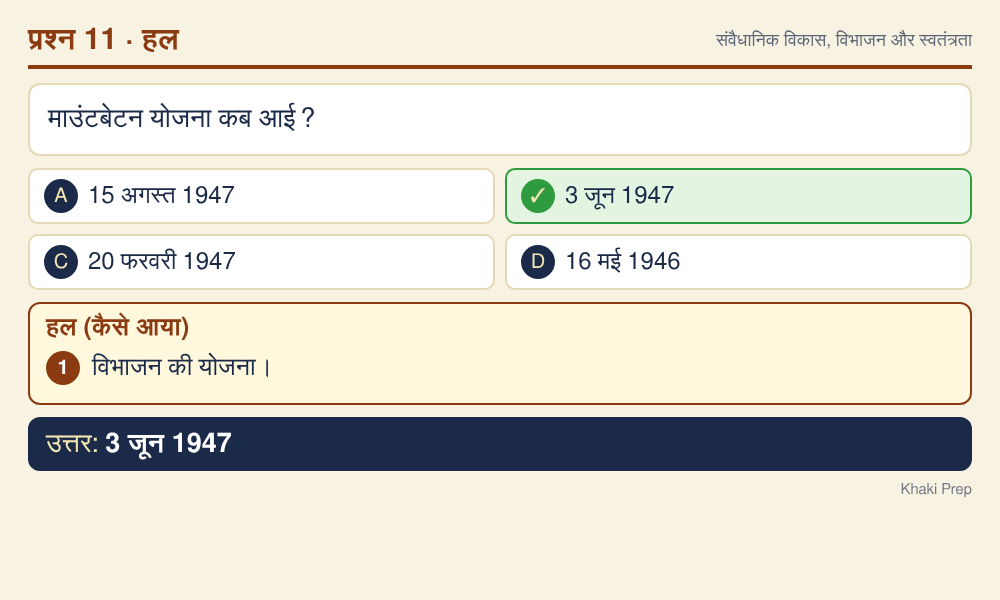 प्रश्न 11 · हल
संवैधानिक विकास, विभाजन और स्वतंत्रता
माउंटबेटन योजना कब आई ?
A 15 अगस्त 1947
✓ 3 जून 1947
C 20 फरवरी 1947
D 16 मई 1946
हल (कैसे आया)
1 विभाजन की योजना।
उत्तर: 3 जून 1947
Khaki Prep